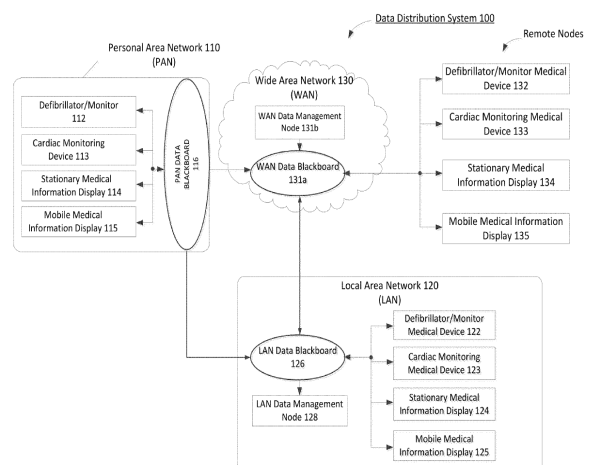 Data Distribution System 100
Remote Nodes
Personal Area Network 110
(PAN)
Defibrillator/Monitor
112
Cardiac Monitoring
Device 113
Stationary Medical
Information Display 114
Mobile Medical
Information Display 115
PAN DATA
BLACKBOARD
116
Wide Area Network 130
(WAN)
WAN Data Management
Node 131b
WAN Data Blackboard
131a
Defibrillator/Monitor Medical
Device 132
Cardiac Monitoring Medical
Device 133
Stationary Medical
Information Display 134
Mobile Medical Information
Display 135
Local Area Network 120
(LAN)
LAN Data Blackboard
126
LAN Data Management
Node 128
Defibrillator/Monitor
Medical Device 122
Cardiac Monitoring
Medical Device 123
Stationary Medical
Information Display 124
Mobile Medical
Information Display 125